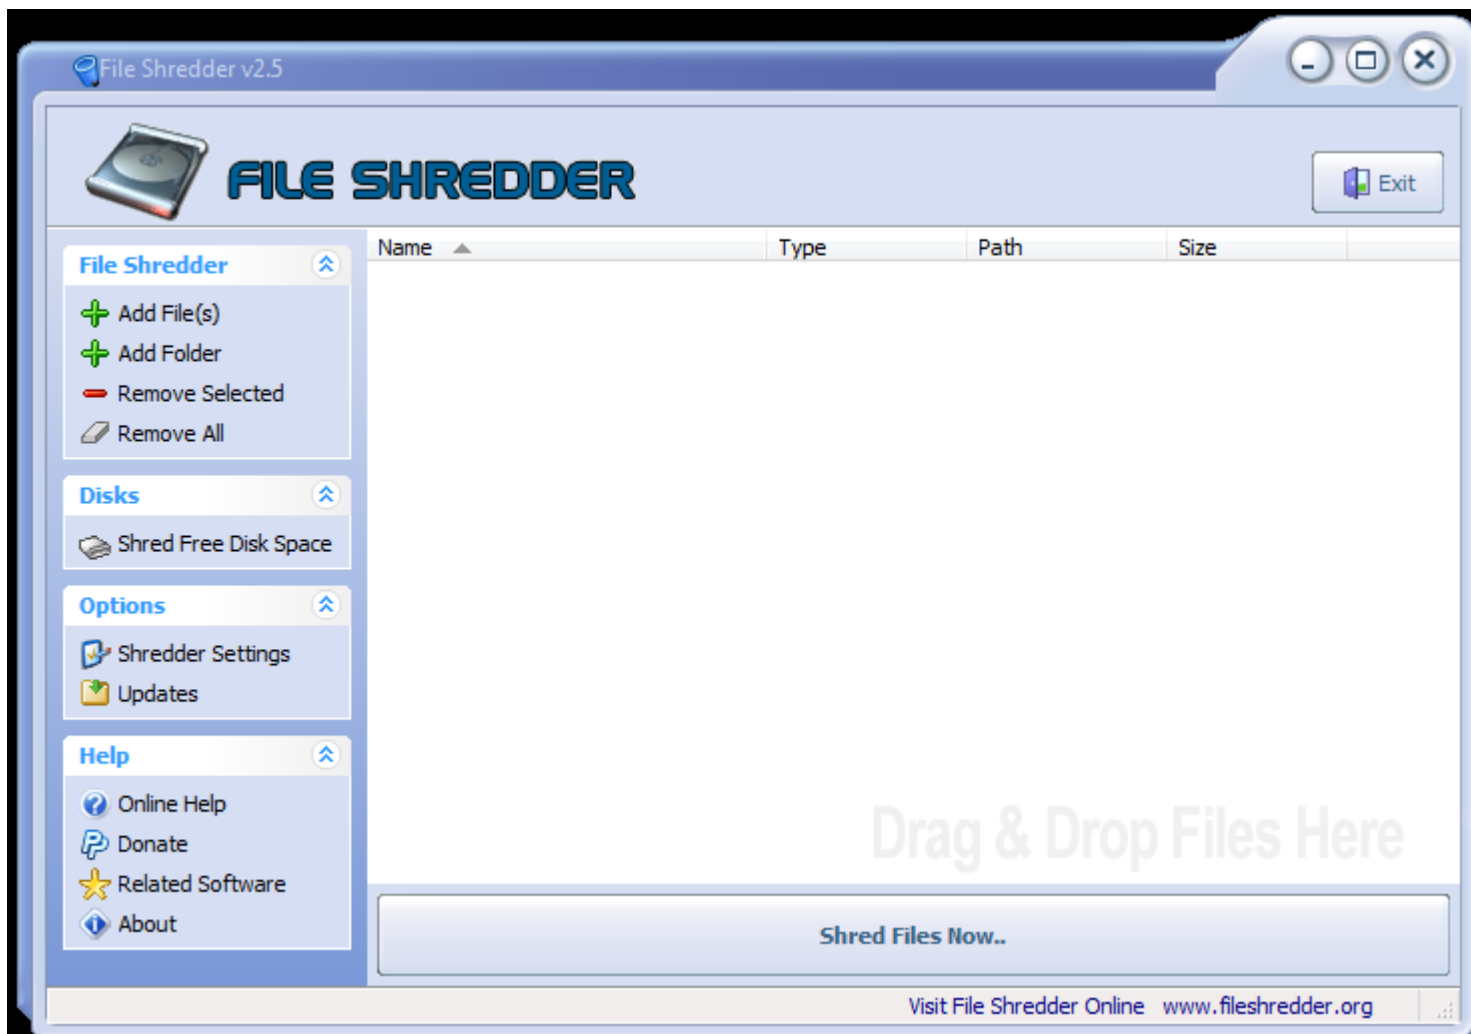 File Shredder v2.5
FILE SHREDDER
Exit
File Shredder
Add File(s)
Add Folder
Remove Selected
Remove All
Disks
Shred Free Disk Space
Options
Shredder Settings
Updates
Help
Online Help
Donate
Related Software
About
Name Type Path Size
Drag & Drop Files Here
Shred Files Now..
Visit File Shredder Online www.fileshredder.org